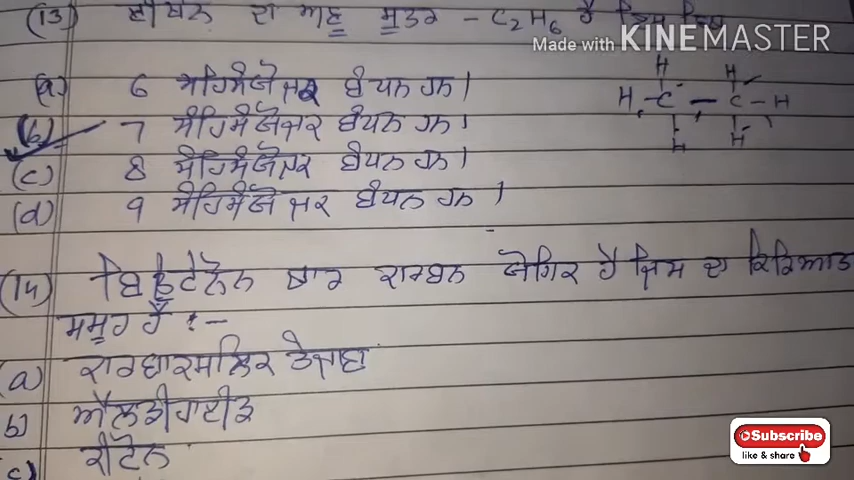 (13) ਈਥੇਨ ਦਾ ਅਣੂ ਸੂਤਰ - C2H6 ਹੈ ਜਿਸ ਵਿਚ
Made with KINEMASTER
(a) 6 ਸਹਿਸੰਯੋਜਕ ਬੰਧਨ ਹਨ।
(b) 7 ਸਹਿਸੰਯੋਜਕ ਬੰਧਨ ਹਨ।
(c) 8 ਸਹਿਸੰਯੋਜਕ ਬੰਧਨ ਹਨ।
(d) 9 ਸਹਿਸੰਯੋਜਕ ਬੰਧਨ ਹਨ।
H H
H - C - C - H
H H
(14) ਬਿਊਟੇਨੋਨ ਚਾਰ ਕਾਰਬਨ ਯੋਗਿਕ ਹੈ ਜਿਸ ਦਾ ਕਿਰਿਆਤ
ਸਮੂਹ ਹੈ :-
(a) ਕਾਰਬਾਕਸਲਿਕ ਤੇਜ਼ਾਬ
b) ਐਲਡੀਹਾਈਡ
c) ਕੀਟੋਨ
Subscribe
like & share